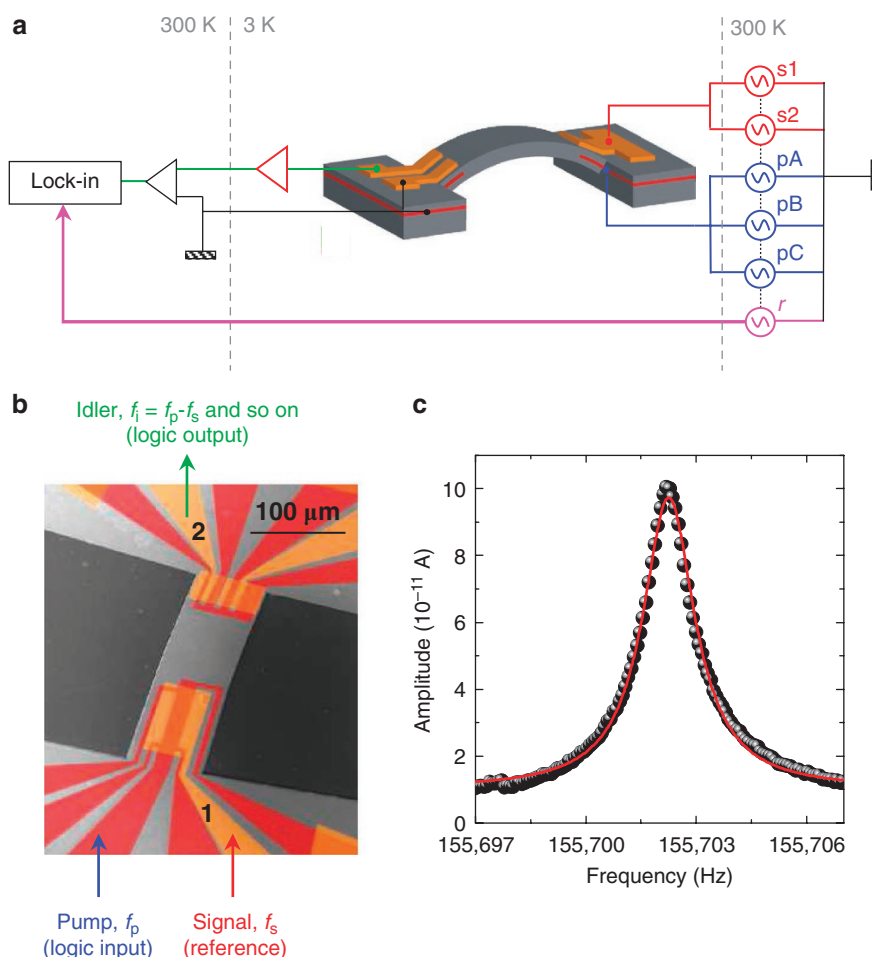 a
300 K
3 K
300 K
s1
s2
pA
pB
pC
r
Lock-in
b
Idler, fi = fp-fs and so on
(logic output)
100 μm
2
1
Pump, fp
(logic input)
Signal, fs
(reference)
c
Amplitude (10−11 A)
10
8
6
4
2
0
155,697
155,700
155,703
155,706
Frequency (Hz)